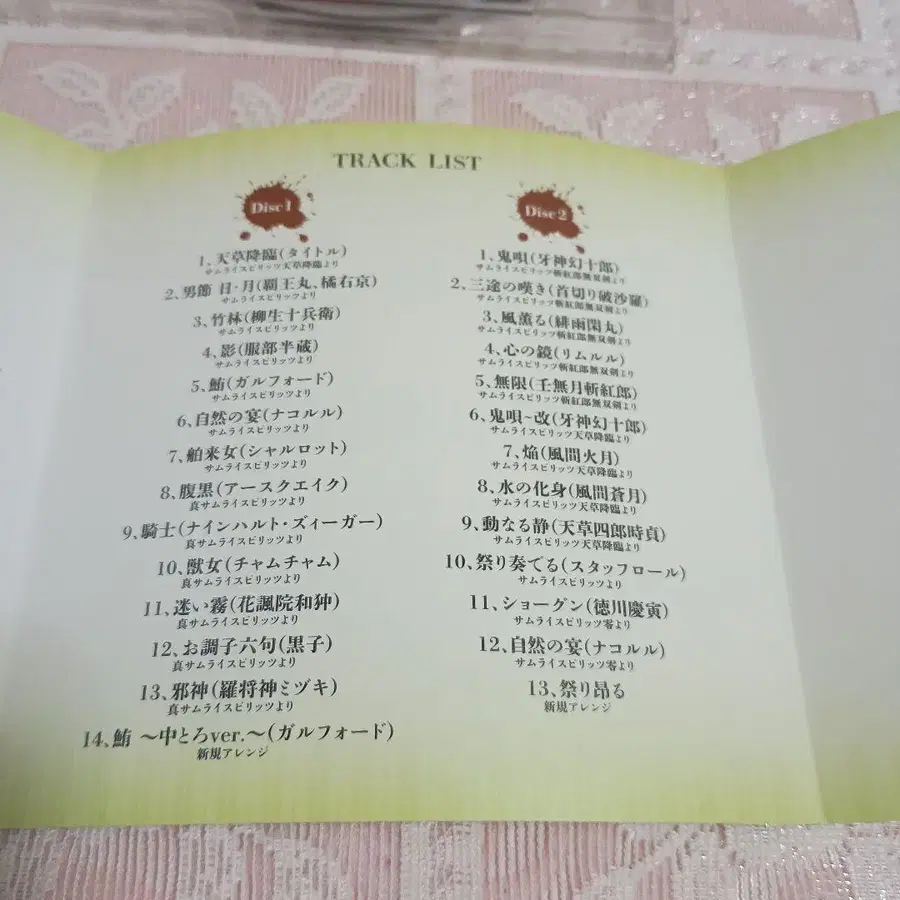 TRACK LIST
Disc1
1、天草降臨(タイトル)
サムライスピリッツ天草降臨より
2、男節 日・月(覇王丸、橘右京)
サムライスピリッツより
3、竹林(柳生十兵衛)
サムライスピリッツより
4、影(服部半蔵)
サムライスピリッツより
5、鮪(ガルフォード)
サムライスピリッツより
6、自然の宴(ナコルル)
サムライスピリッツより
7、舶来女(シャルロット)
サムライスピリッツより
8、腹黒(アースクエイク)
真サムライスピリッツより
9、騎士(ナインハルト・ズィーガー)
真サムライスピリッツより
10、獣女(チャムチャム)
真サムライスピリッツより
11、迷い霧(花諷院和狆)
真サムライスピリッツより
12、お調子六句(黒子)
真サムライスピリッツより
13、邪神(羅将神ミヅキ)
真サムライスピリッツより
14、鮪 〜中とろver.〜(ガルフォード)
新規アレンジ
Disc2
1、鬼唄(牙神幻十郎)
サムライスピリッツ斬紅郎無双剣より
2、三途の嘆き(首切り破沙羅)
サムライスピリッツ斬紅郎無双剣より
3、風薫る(緋雨閑丸)
サムライスピリッツ斬紅郎無双剣より
4、心の鏡(リムルル)
サムライスピリッツ斬紅郎無双剣より
5、無限(壬無月斬紅郎)
サムライスピリッツ斬紅郎無双剣より
6、鬼唄~改(牙神幻十郎)
サムライスピリッツ天草降臨より
7、焔(風間火月)
サムライスピリッツ天草降臨より
8、水の化身(風間蒼月)
サムライスピリッツ天草降臨より
9、動なる静(天草四郎時貞)
サムライスピリッツ天草降臨より
10、祭り奏でる(スタッフロール)
サムライスピリッツより
11、ショーグン(徳川慶寅)
サムライスピリッツ零より
12、自然の宴(ナコルル)
サムライスピリッツ零より
13、祭り昂る
新規アレンジ